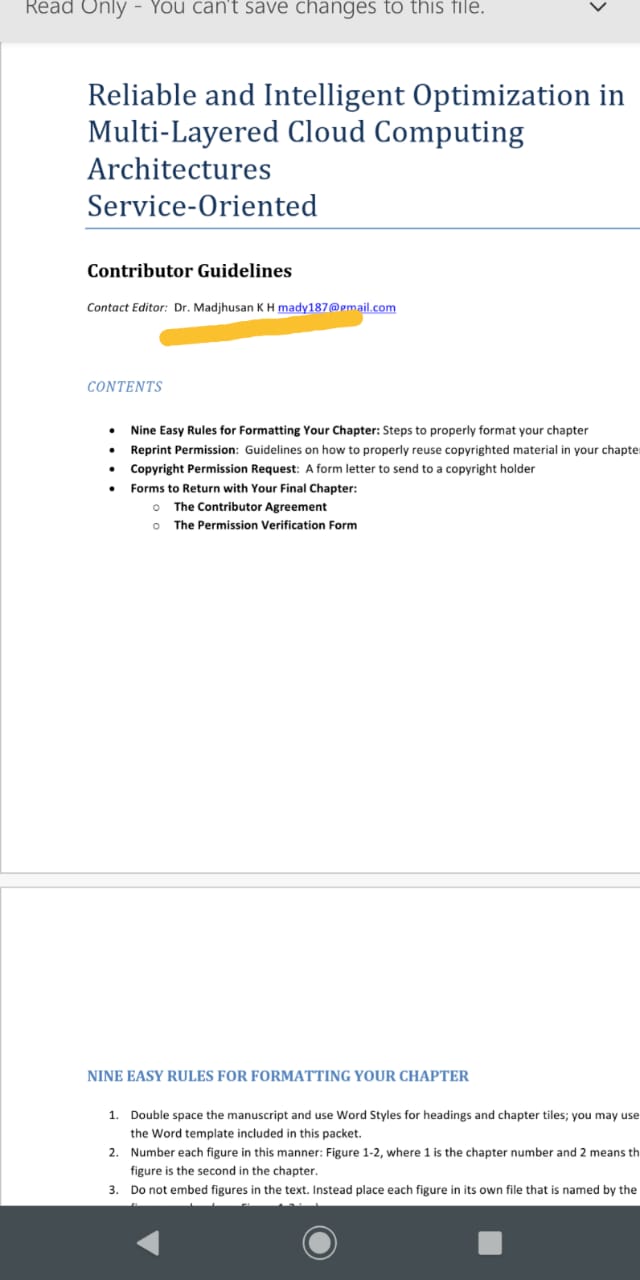 Read Only - You can't save changes to this file.
Reliable and Intelligent Optimization in
Multi-Layered Cloud Computing
Architectures
Service-Oriented
Contributor Guidelines
Contact Editor: Dr. Madjhusan K H mady187@gmail.com
CONTENTS
• Nine Easy Rules for Formatting Your Chapter: Steps to properly format your chapter
• Reprint Permission: Guidelines on how to properly reuse copyrighted material in your chapte
• Copyright Permission Request: A form letter to send to a copyright holder
• Forms to Return with Your Final Chapter:
o The Contributor Agreement
o The Permission Verification Form
NINE EASY RULES FOR FORMATTING YOUR CHAPTER
1. Double space the manuscript and use Word Styles for headings and chapter tiles; you may use
the Word template included in this packet.
2. Number each figure in this manner: Figure 1-2, where 1 is the chapter number and 2 means th
figure is the second in the chapter.
3. Do not embed figures in the text. Instead place each figure in its own file that is named by the